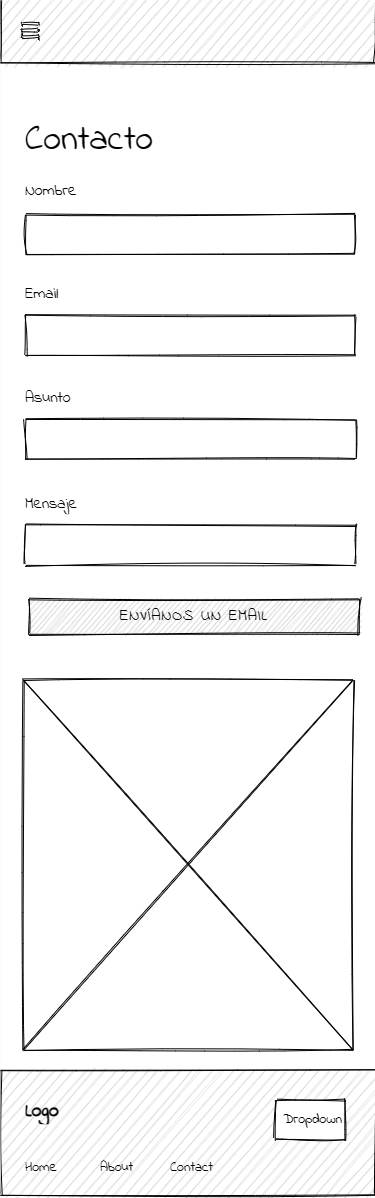 Contacto
Nombre
Email
Asunto
Mensaje
ENVÍANOS UN EMAIL
Logo
Dropdown
Home About Contact